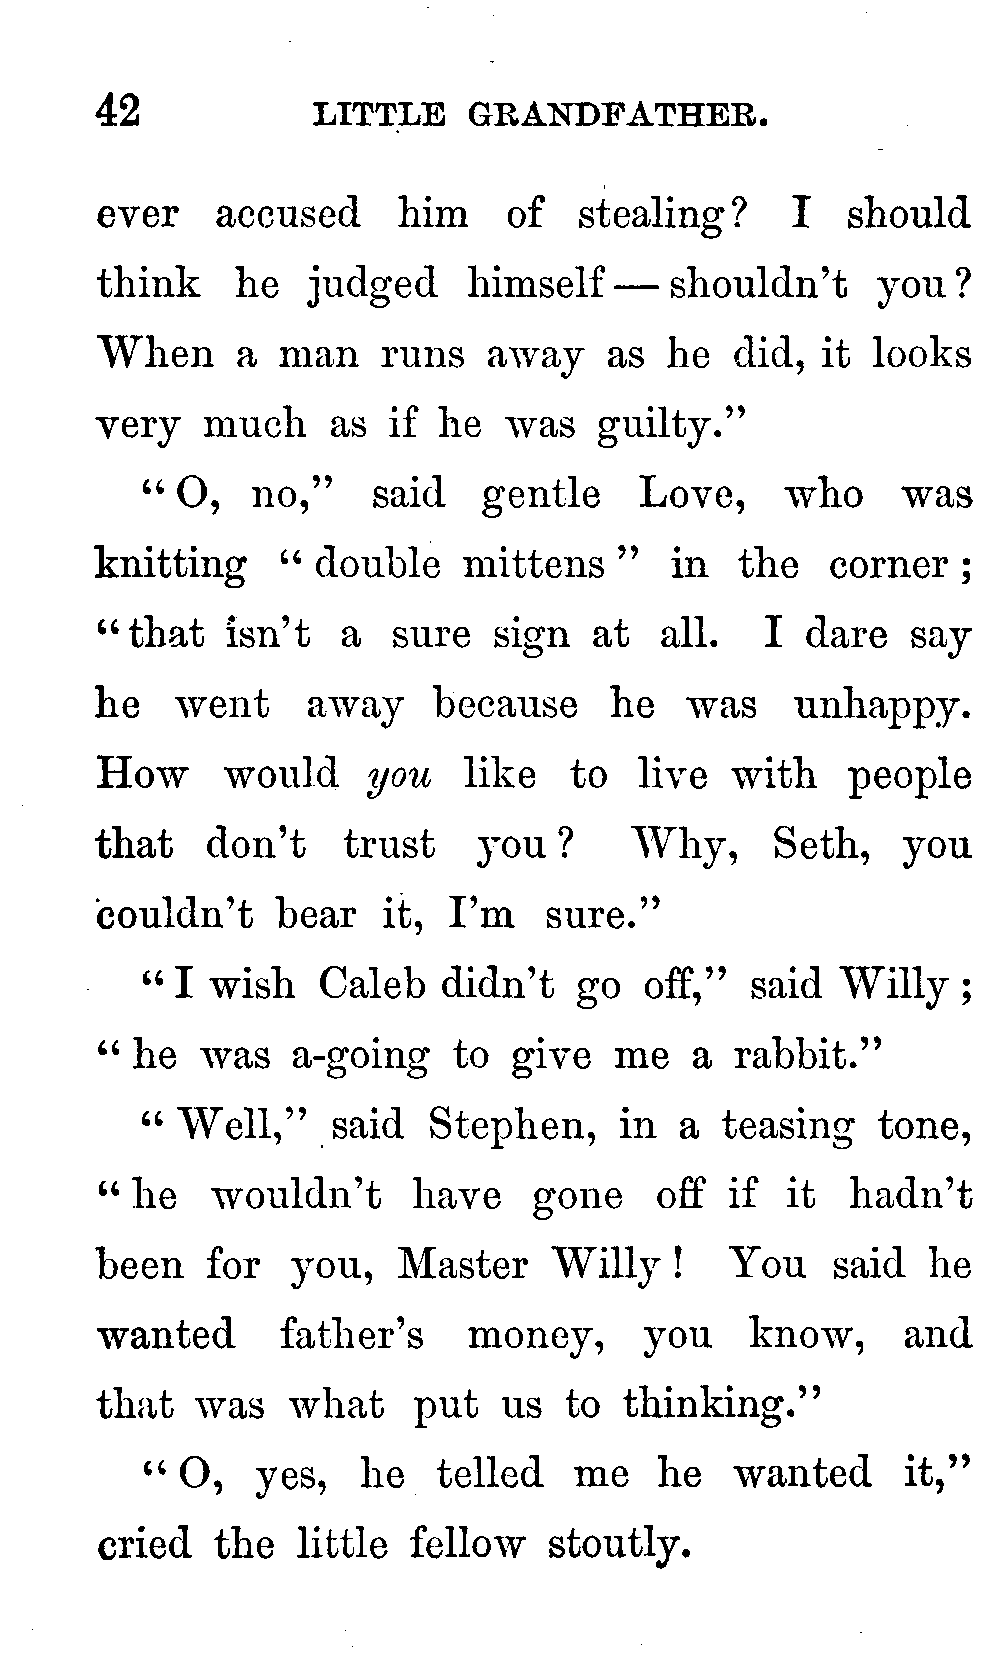 42 LITTLE GRANDFATHER.
ever accused him of stealing? I should
think he judged himself — shouldn't you?
When a man runs away as he did, it looks
very much as if he was guilty."
"O, no," said gentle Love, who was
knitting "double mittens" in the corner;
"that isn't a sure sign at all. I dare say
he went away because he was unhappy.
How would you like to live with people
that don't trust you? Why, Seth, you
couldn't bear it, I'm sure."
"I wish Caleb didn't go off," said Willy;
"he was a-going to give me a rabbit."
"Well," said Stephen, in a teasing tone,
"he wouldn't have gone off if it hadn't
been for you, Master Willy! You said he
wanted father's money, you know, and
that was what put us to thinking."
"O, yes, he telled me he wanted it,"
cried the little fellow stoutly.